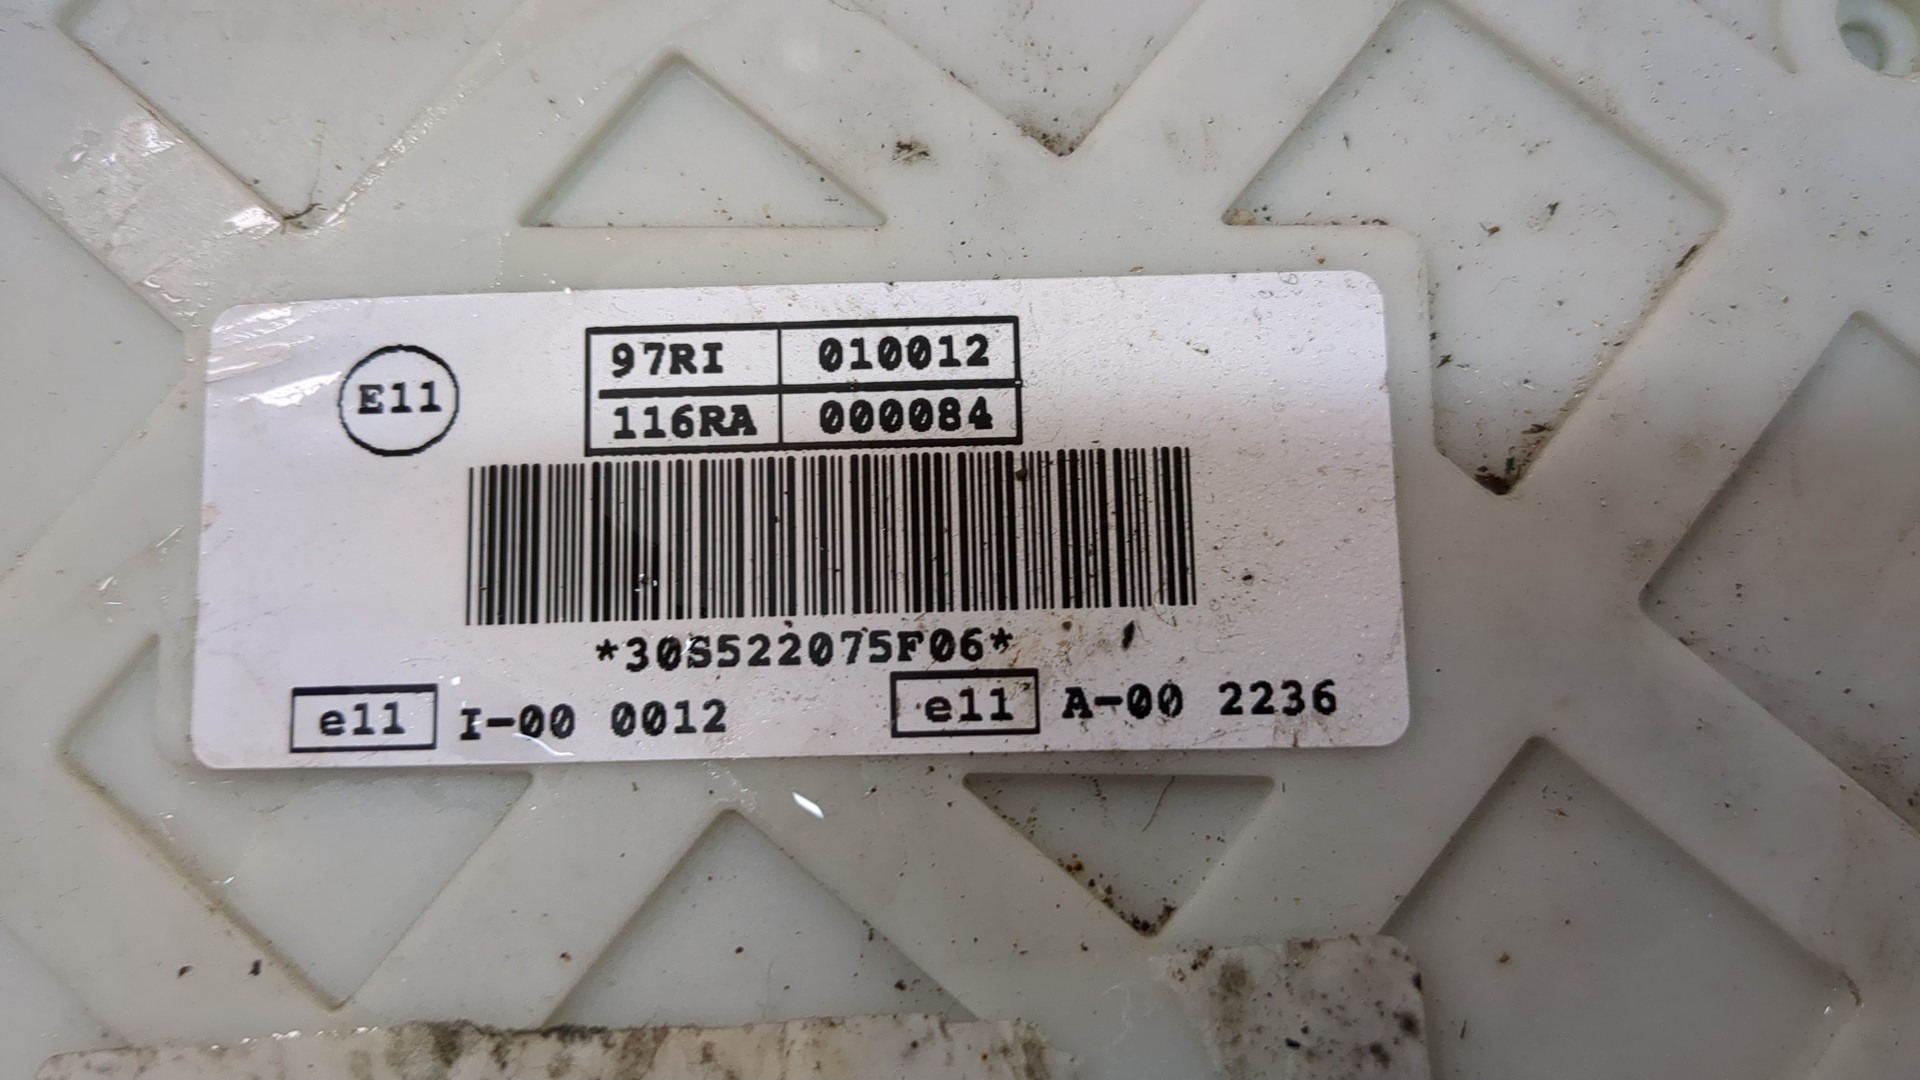 E11
97RI 010012
116RA 000084
*30S522075F06*
e11 I-00 0012 e11 A-00 2236